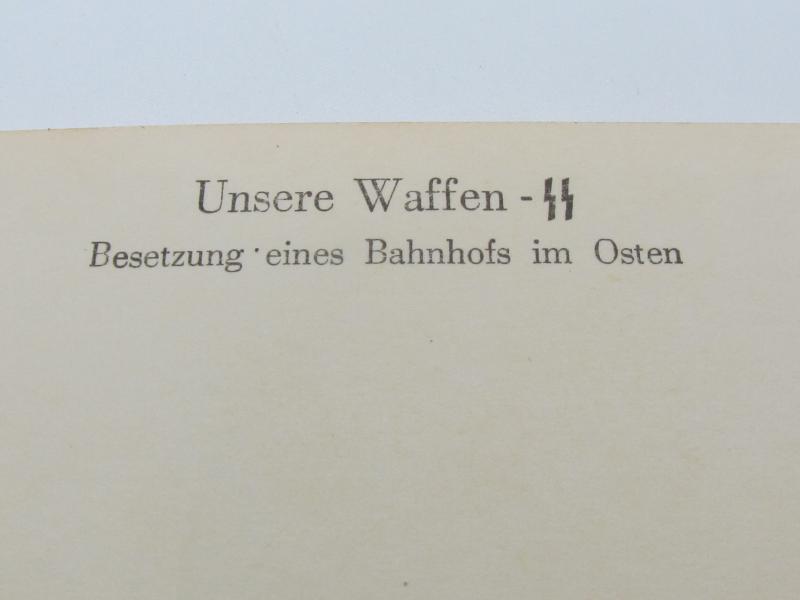 Unsere Waffen - ᛋᛋ
Besetzung eines Bahnhofs im Osten